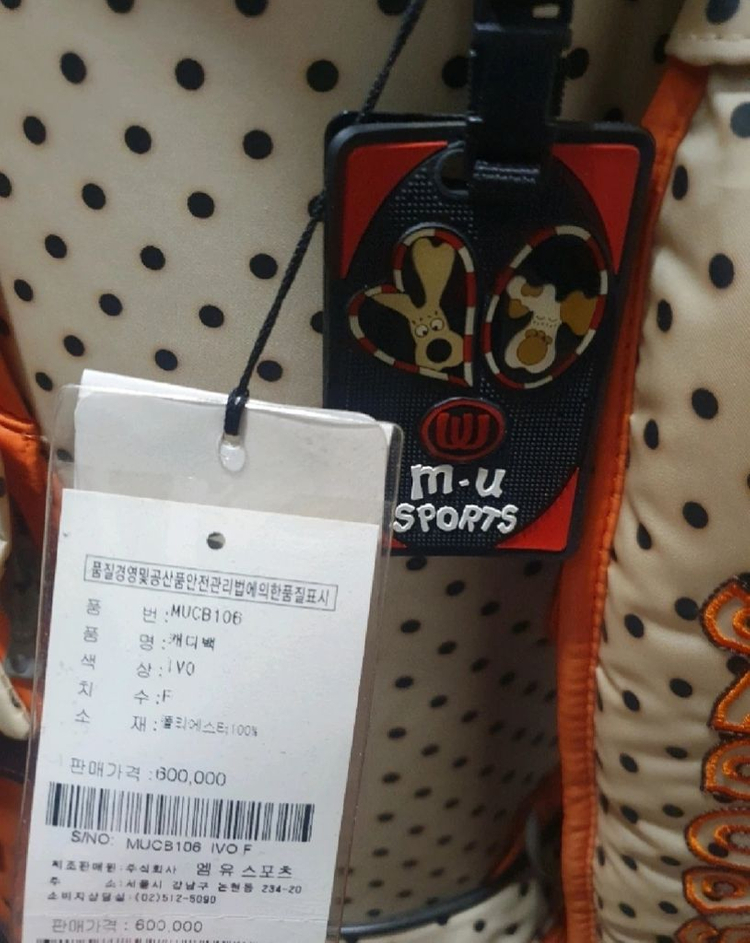 m·u
SPORTS
품질경영및공산품안전관리법에의한품질표시
품 번 : MUCB106
품 명 : 캐디백
색 상 : IVO
치 수 : F
소 재 : 폴리에스터 100%
판매가격 : 600,000
S/NO: MUCB106 IVO F
제조판매원 : 주식회사 엠유스포츠
주 소 : 서울시 강남구 논현동 234-20
소비자상담실 : (02)512-5090
판매가격 : 600,000